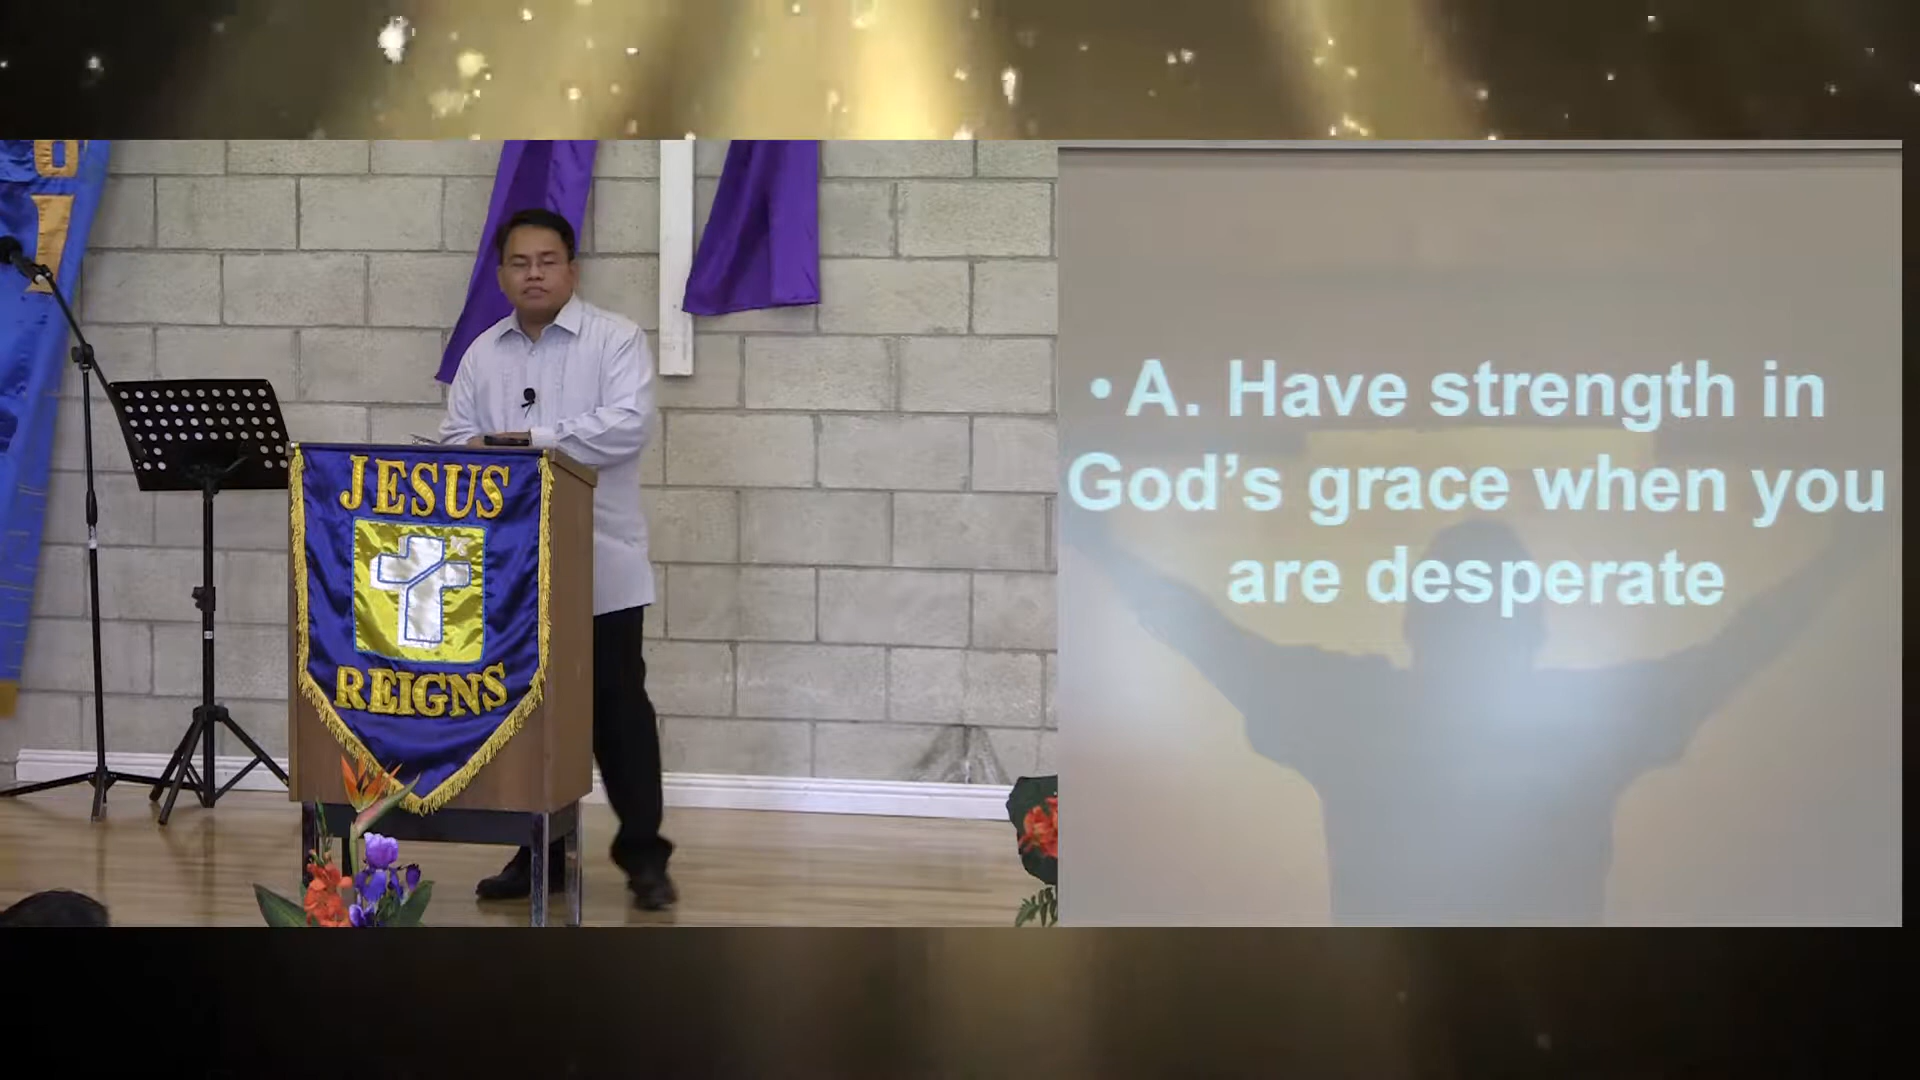 JESUS
REIGNS
• A. Have strength in
God’s grace when you
are desperate